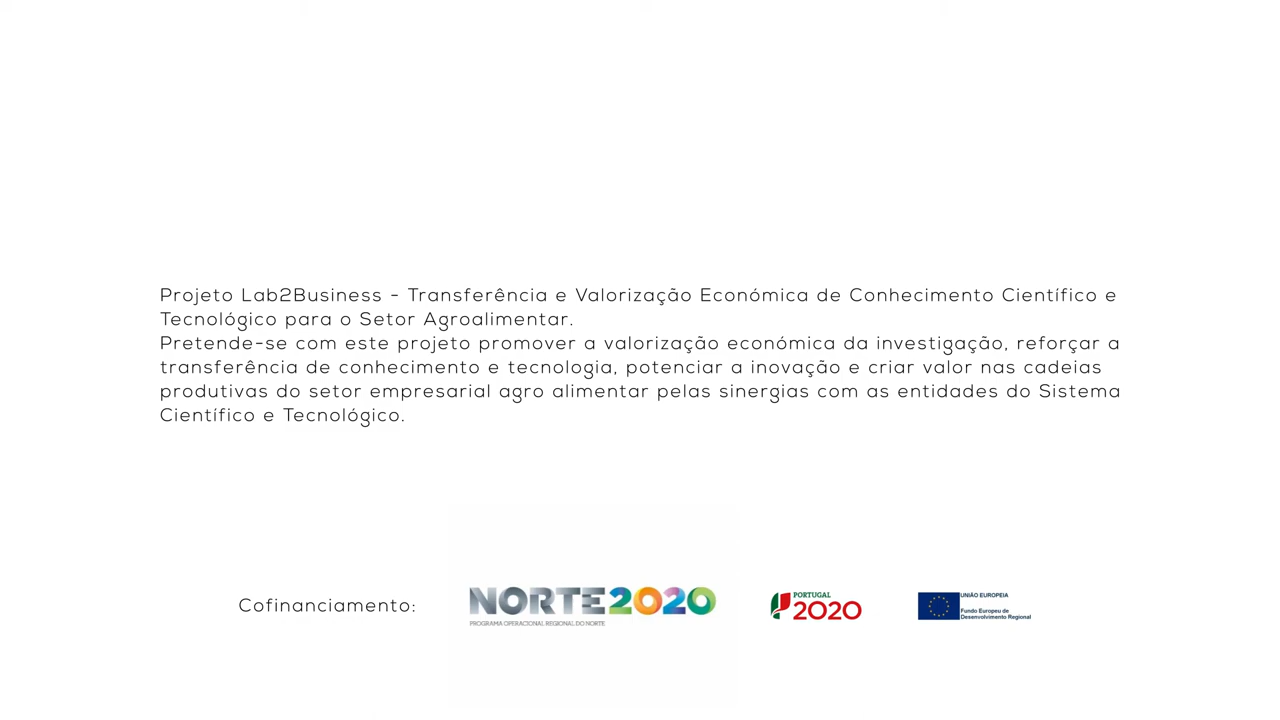 Projeto Lab2Business - Transferência e Valorização Económica de Conhecimento Científico e
Tecnológico para o Setor Agroalimentar.
Pretende-se com este projeto promover a valorização económica da investigação, reforçar a
transferência de conhecimento e tecnologia, potenciar a inovação e criar valor nas cadeias
produtivas do setor empresarial agro alimentar pelas sinergias com as entidades do Sistema
Científico e Tecnológico.
Cofinanciamento:
NORTE2020
PROGRAMA OPERACIONAL REGIONAL DO NORTE
PORTUGAL
2020
UNIÃO EUROPEIA
Fundo Europeu de
Desenvolvimento Regional